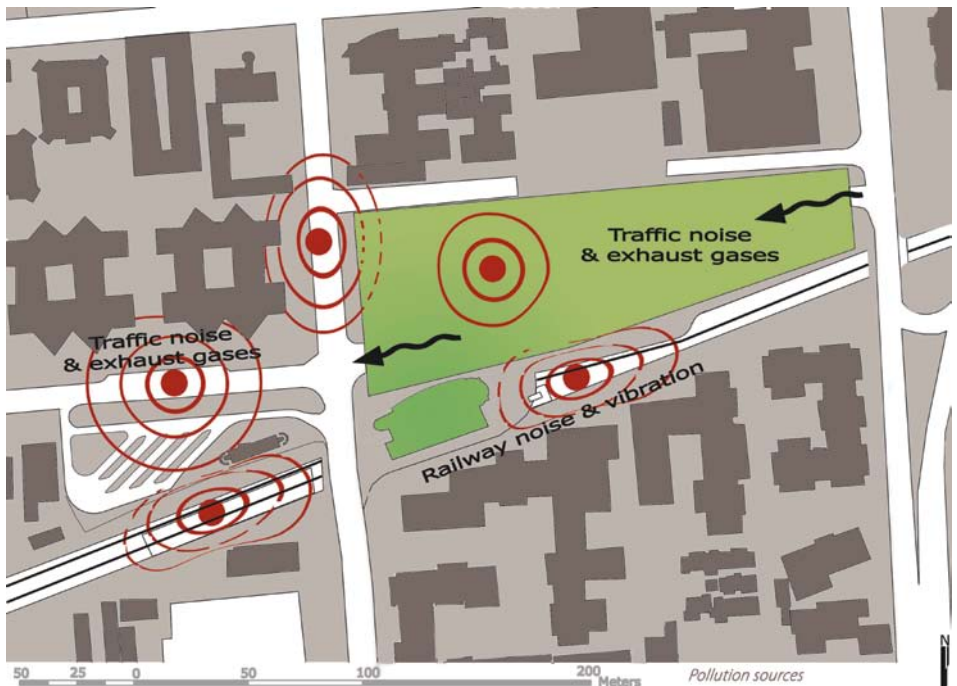 Traffic noise
& exhaust gases
Traffic noise
& exhaust gases
Railway noise & vibration
N
50 25 0 50 100 200
Meters
Pollution sources